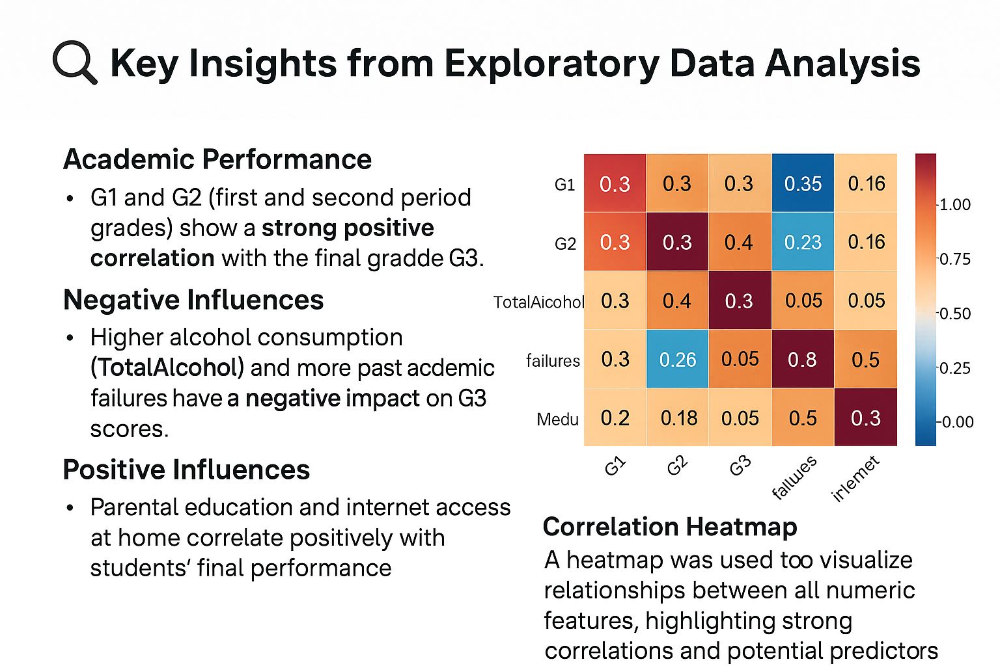 Key Insights from Exploratory Data Analysis
Academic Performance
• G1 and G2 (first and second period
grades) show a strong positive
correlation with the final gradde G3.
Negative Influences
• Higher alcohol consumption
(TotalAlcohol) and more past acdemic
failures have a negative impact on G3
scores.
Positive Influences
• Parental education and internet access
at home correlate positively with
students' final performance
G1 0.3 0.3 0.3 0.35 0.16
G2 0.3 0.3 0.4 0.23 0.16
TotalAicohol 0.3 0.4 0.3 0.05 0.05
failures 0.3 0.26 0.05 0.8 0.5
Medu 0.2 0.18 0.05 0.5 0.3
G1 G2 G3 fallwes irlemet
1.00
0.75
0.50
0.25
0.00
Correlation Heatmap
A heatmap was used too visualize
relationships between all numeric
features, highlighting strong
correlations and potential predictors